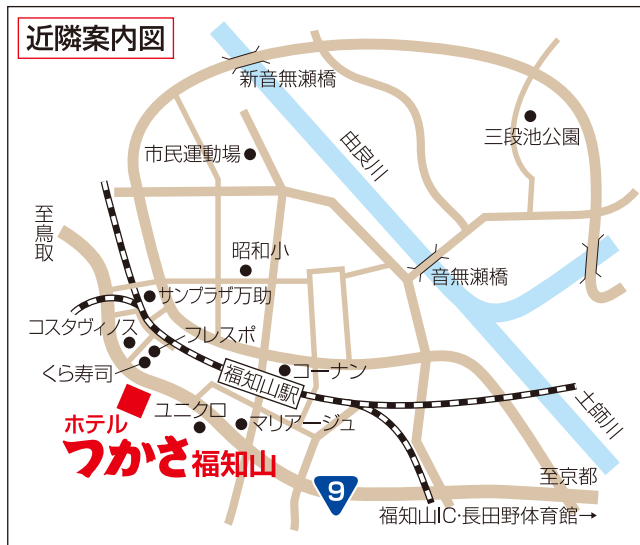 近隣案内図
新音無瀬橋
三段池公園
市民運動場
由良川
至鳥取
昭和小
音無瀬橋
サンプラザ万助
コスタヴィノス
フレスポ
くら寿司
福知山駅
コーナン
土師川
ユニクロ
マリアージュ
ホテル
つかさ福知山
9
至京都
福知山IC·長田野体育館→